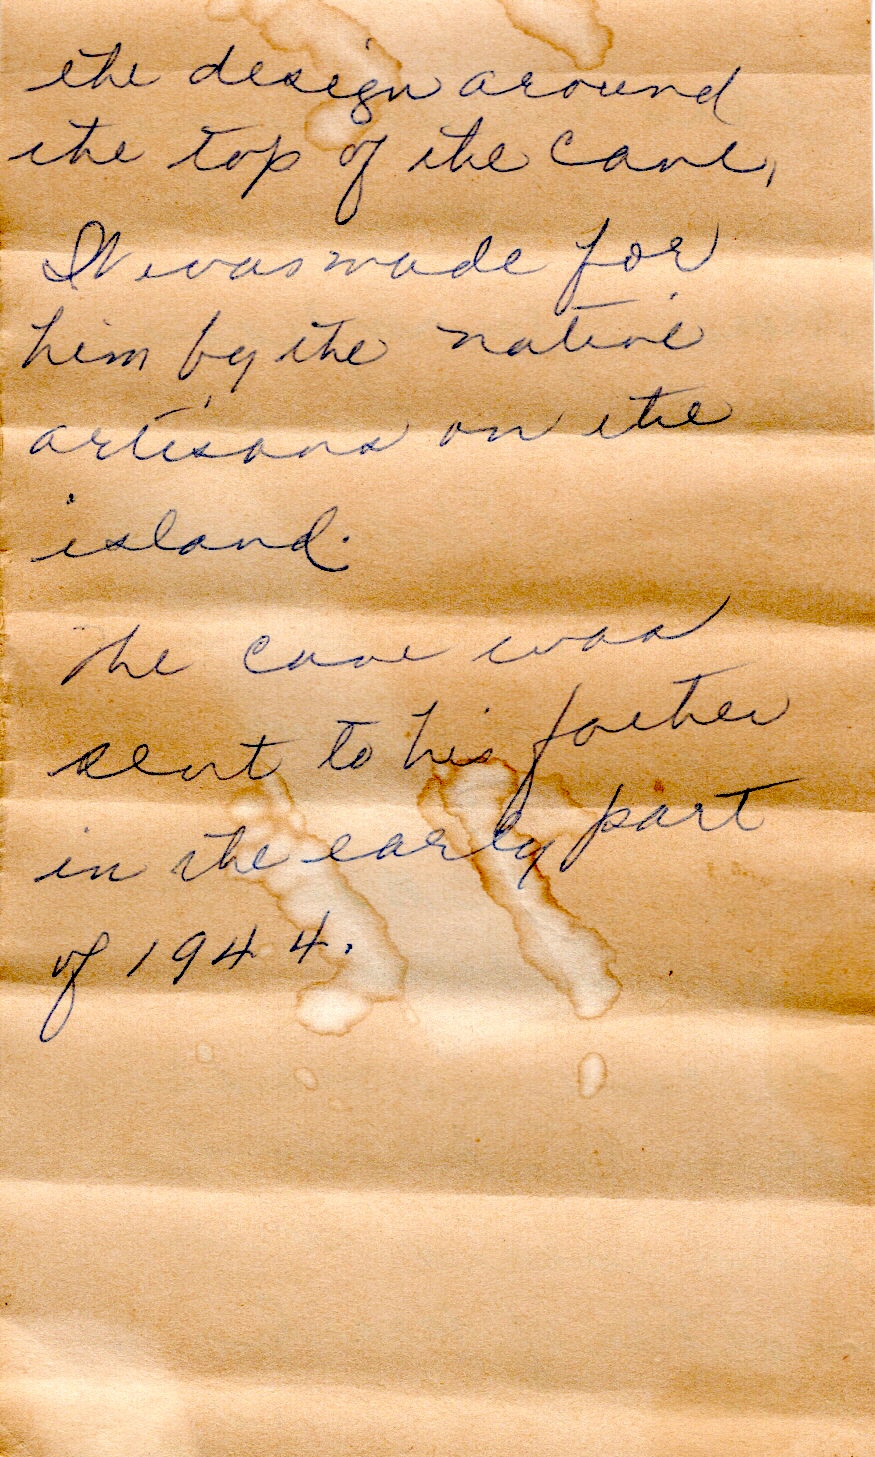 the design around
the top of the cane,
It was made for
him by the native
artisans on the
island.
The cane was
sent to his father
in the early part
of 1944.